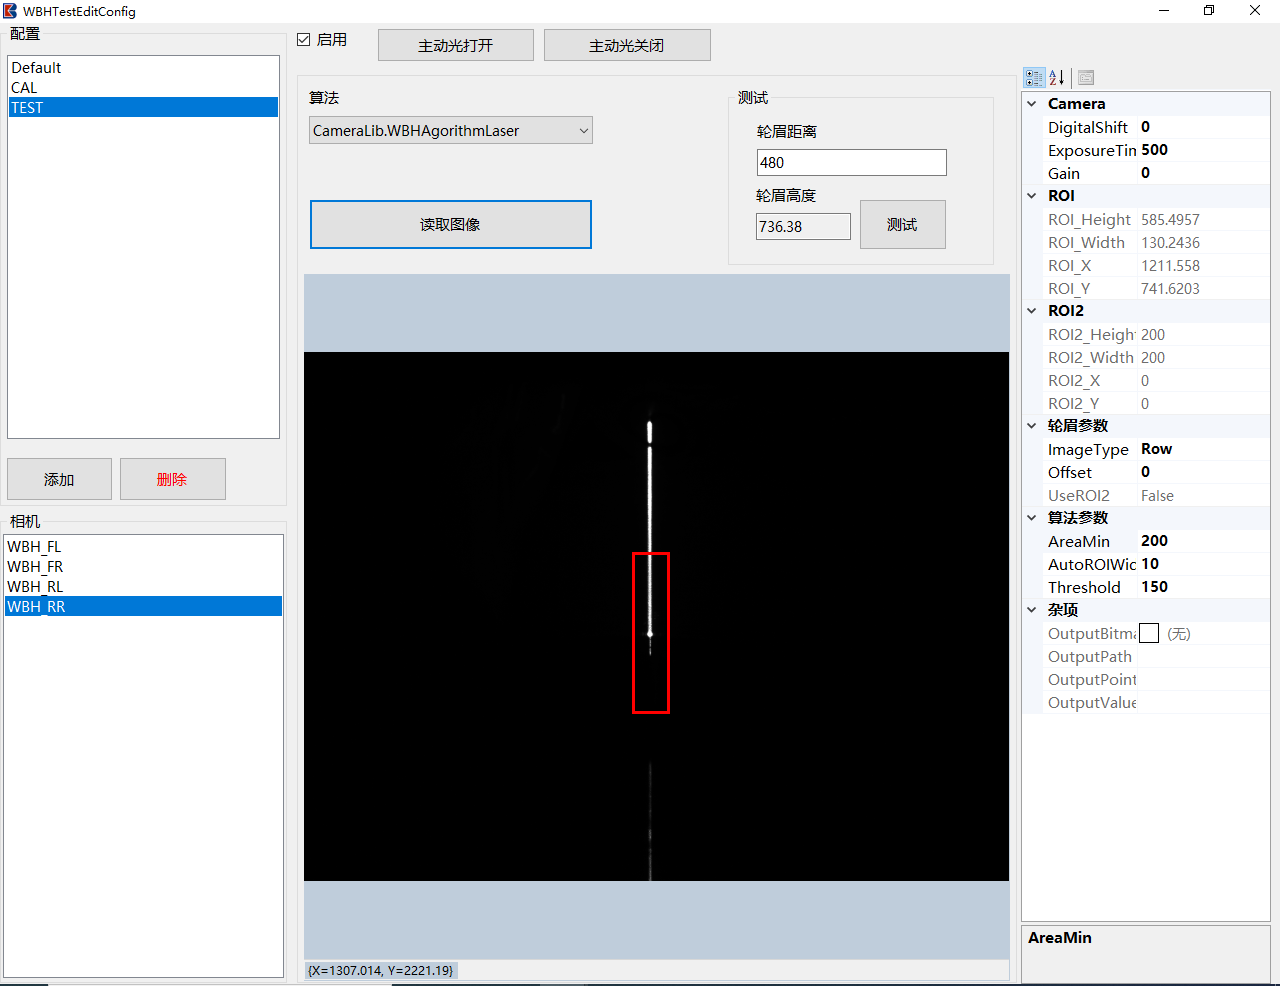 WBHTestEditConfig
配置
Default
CAL
TEST
添加
删除
相机
WBH_FL
WBH_FR
WBH_RL
WBH_RR
启用
主动光打开
主动光关闭
算法
CameraLib.WBHAgorithmLaser
读取图像
测试
轮眉距离
480
轮眉高度
736.38
测试
{X=1307.014, Y=2221.19}
Camera
DigitalShift 0
ExposureTim 500
Gain 0
ROI
ROI_Height 585.4957
ROI_Width 130.2436
ROI_X 1211.558
ROI_Y 741.6203
ROI2
ROI2_Heigh 200
ROI2_Width 200
ROI2_X 0
ROI2_Y 0
轮眉参数
ImageType Row
Offset 0
UseROI2 False
算法参数
AreaMin 200
AutoROIWid 10
Threshold 150
杂项
OutputBitma (无)
OutputPath
OutputPoint
OutputValue
AreaMin